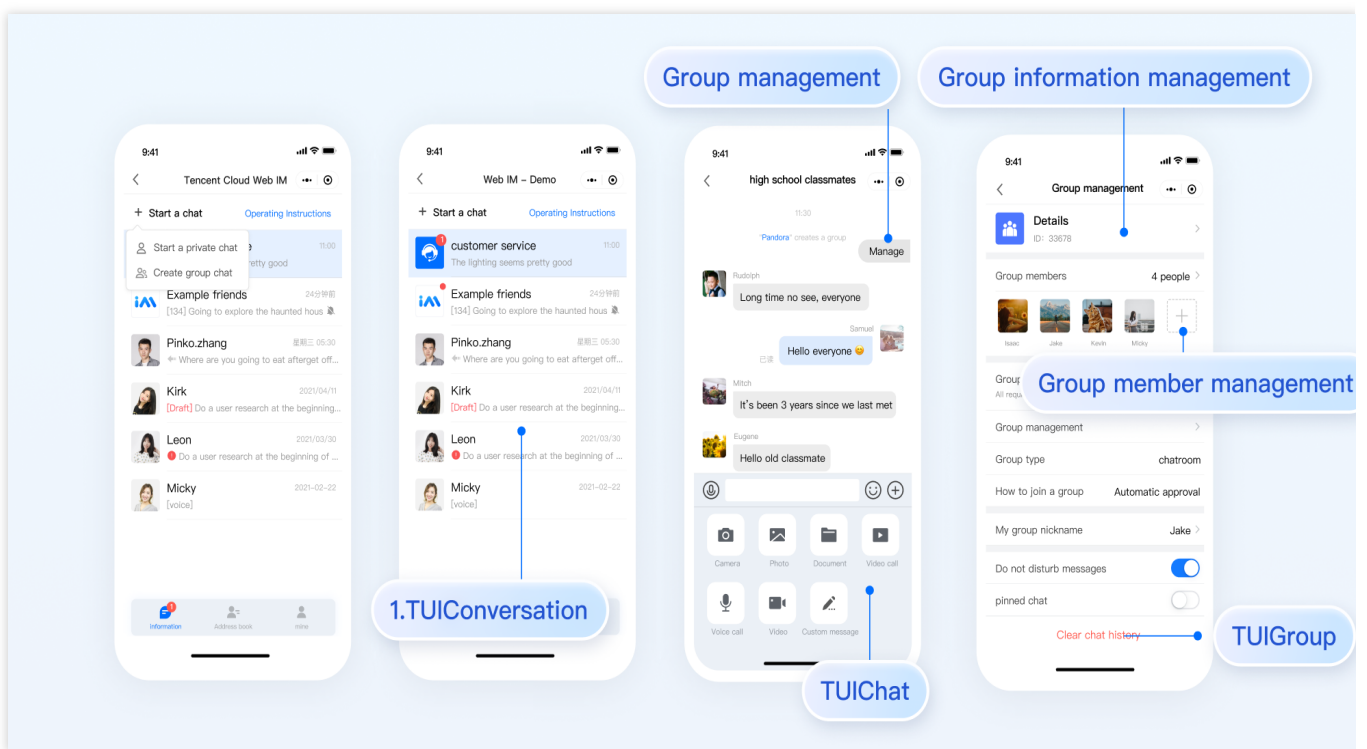 Group management
Group information management
9:41
Tencent Cloud Web IM
+ Start a chat
Operating Instructions
Start a private chat
Create group chat
e
11:00
retty good
Example friends
24分钟前
[134] Going to explore the haunted hous
Pinko.zhang
星期三 05:30
Where are you going to eat afterget off...
Kirk
2021/04/11
[Draft] Do a user research at the beginning...
Leon
2021/03/30
Do a user research at the beginning of ...
Micky
2021-02-22
[voice]
1
Information
Address book
mine
9:41
Web IM – Demo
+ Start a chat
Operating Instructions
1
customer service
11:00
The lighting seems pretty good
Example friends
24分钟前
[134] Going to explore the haunted hous
Pinko.zhang
星期三 05:30
Where are you going to eat afterget off...
Kirk
2021/04/11
[Draft] Do a user research at the beginning...
Leon
2021/03/30
Do a user research at the beginning of ...
Micky
2021-02-22
[voice]
1.TUIConversation
9:41
high school classmates
11:30
"Pandora" creates a group
Manage
Rudolph
Long time no see, everyone
Samuel
已读
Hello everyone 😄
Mitch
It's been 3 years since we last met
Eugene
Hello old classmate
Camera
Photo
Document
Video call
Voice call
Video
Custom message
TUIChat
9:41
Group management
Details
ID: 33678
Group members
4 people
Isaac
Jake
Kevin
Micky
Group member management
Group
All requ
Group management
Group type
chatroom
How to join a group
Automatic approval
My group nickname
Jake
Do not disturb messages
pinned chat
Clear chat history
TUIGroup